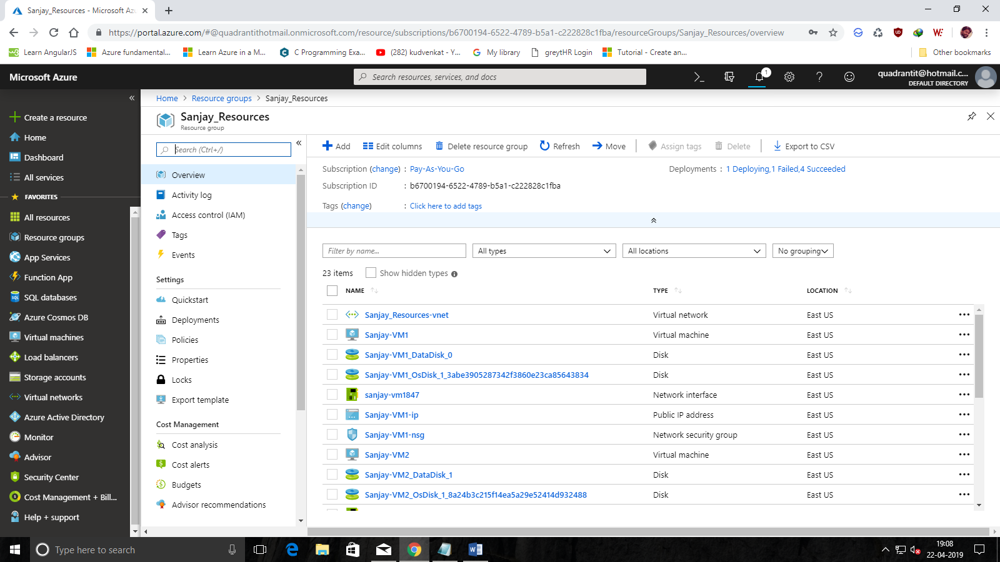 Sanjay_Resources - Microsoft Az
https://portal.azure.com/#@quadrantithotmail.onmicrosoft.com/resource/subscriptions/b6700194-6522-4789-b5a1-c222828c1fba/resourceGroups/Sanjay_Resources/overview
Learn AngularJS
Azure fundamental...
Learn Azure in a M...
C Programming Exa...
(282) kudvenkat - Y...
My library
greytHR Login
Tutorial - Create an...
Other bookmarks
Microsoft Azure
Search resources, services, and docs
1
quadrantit@hotmail.c...
DEFAULT DIRECTORY
Create a resource
Home
Dashboard
All services
FAVORITES
All resources
Resource groups
App Services
Function App
SQL databases
Azure Cosmos DB
Virtual machines
Load balancers
Storage accounts
Virtual networks
Azure Active Directory
Monitor
Advisor
Security Center
Cost Management + Bill...
Help + support
Home > Resource groups > Sanjay_Resources
Sanjay_Resources
Resource group
Search (Ctrl+/)
Overview
Activity log
Access control (IAM)
Tags
Events
Settings
Quickstart
Deployments
Policies
Properties
Locks
Export template
Cost Management
Cost analysis
Cost alerts
Budgets
Advisor recommendations
Add Edit columns Delete resource group Refresh Move Assign tags Delete Export to CSV
Subscription (change) : Pay-As-You-Go
Deployments : 1 Deploying,1 Failed,4 Succeeded
Subscription ID : b6700194-6522-4789-b5a1-c222828c1fba
Tags (change) : Click here to add tags
Filter by name... All types All locations No grouping
23 items Show hidden types
NAME TYPE LOCATION
Sanjay_Resources-vnet Virtual network East US
Sanjay-VM1 Virtual machine East US
Sanjay-VM1_DataDisk_0 Disk East US
Sanjay-VM1_OsDisk_1_3abe3905287342f3860e23ca85643834 Disk East US
sanjay-vm1847 Network interface East US
Sanjay-VM1-ip Public IP address East US
Sanjay-VM1-nsg Network security group East US
Sanjay-VM2 Virtual machine East US
Sanjay-VM2_DataDisk_1 Disk East US
Sanjay-VM2_OsDisk_1_8a24b3c215f14ea5a29e52414d932488 Disk East US
Type here to search
19:08
22-04-2019